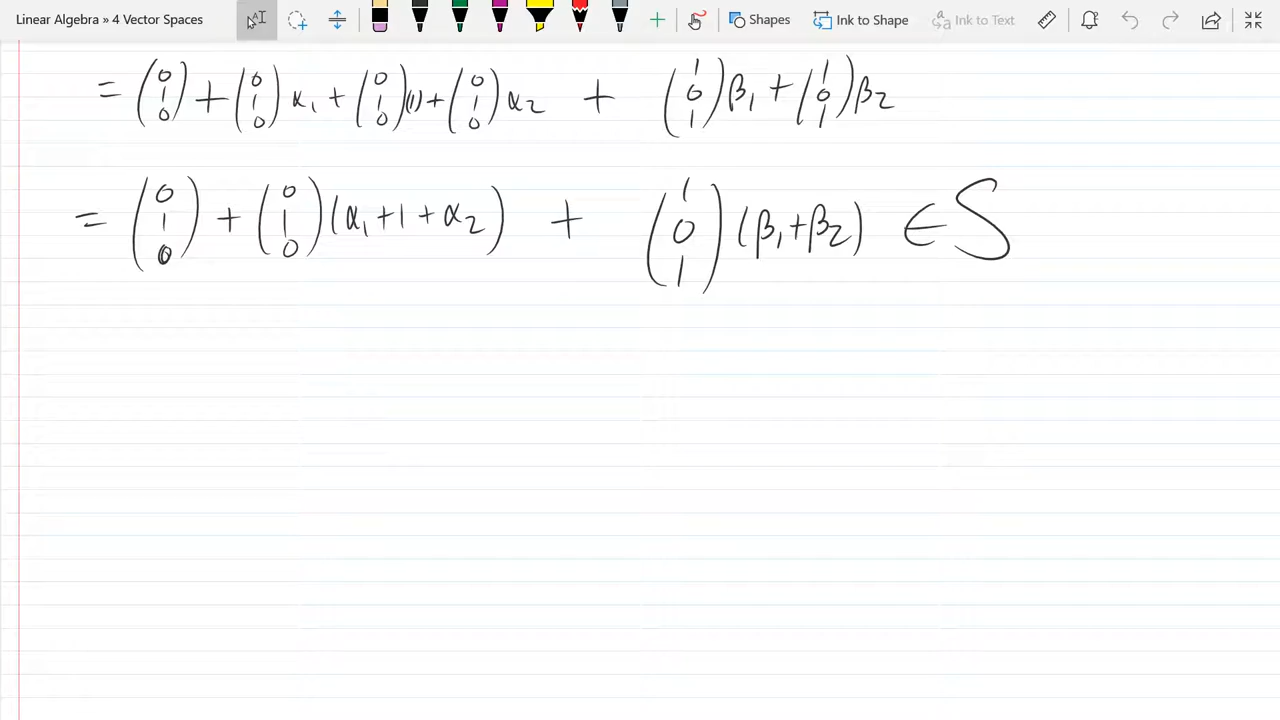 Linear Algebra » 4 Vector Spaces
Shapes Ink to Shape Ink to Text
= (0 1 0) + (0 1 0) α₁ + (0 1 0)(1) + (0 1 0) α₂ + (1 0 1) β₁ + (1 0 1) β₂
= (0 1 0) + (0 1 0)(α₁ + 1 + α₂) + (1 0 1)(β₁ + β₂) ∈ S